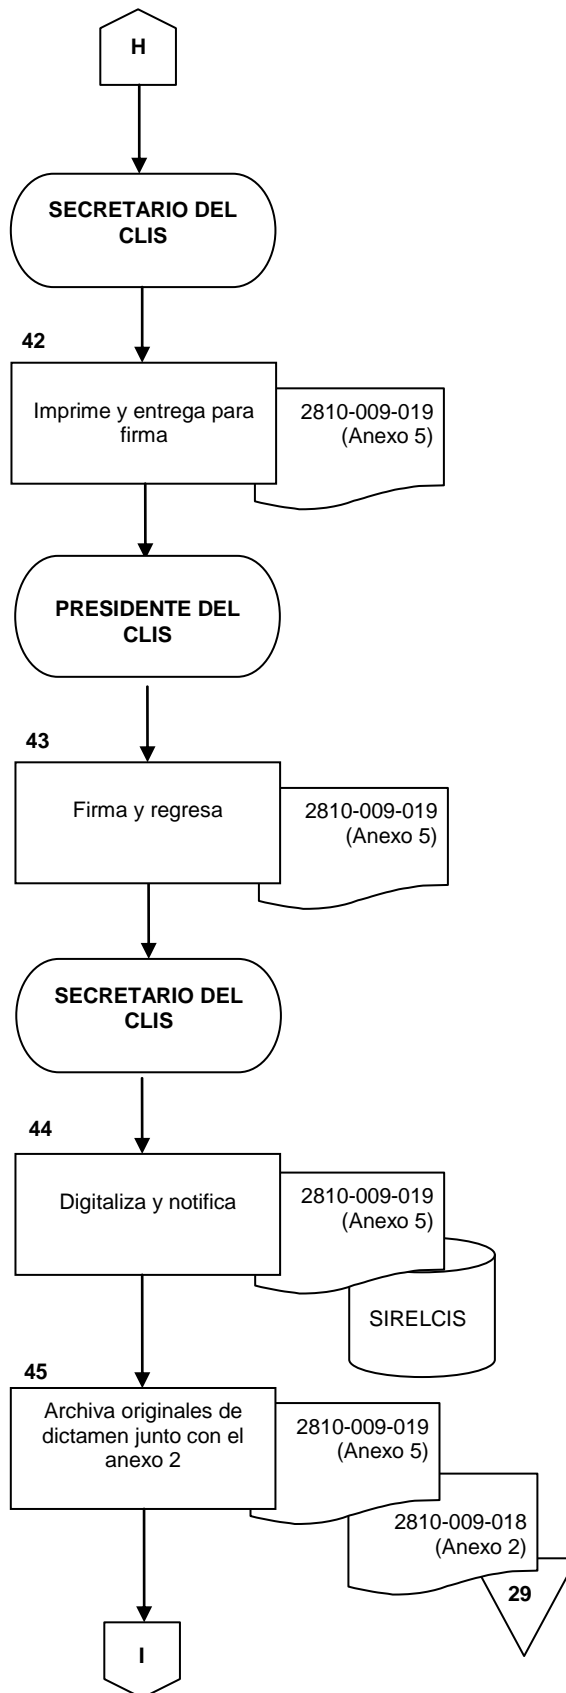 H
SECRETARIO DEL
CLIS
42
Imprime y entrega para
firma
2810-009-019
(Anexo 5)
PRESIDENTE DEL
CLIS
43
Firma y regresa
2810-009-019
(Anexo 5)
SECRETARIO DEL
CLIS
44
Digitaliza y notifica
2810-009-019
(Anexo 5)
SIRELCIS
45
Archiva originales de
dictamen junto con el
anexo 2
2810-009-019
(Anexo 5)
2810-009-018
(Anexo 2)
29
I